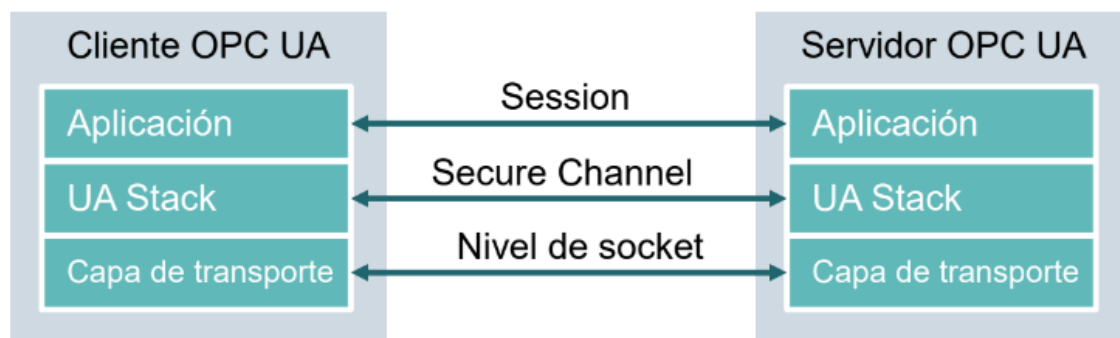 Cliente OPC UA
Servidor OPC UA
Aplicación
Session
Aplicación
UA Stack
Secure Channel
UA Stack
Capa de transporte
Nivel de socket
Capa de transporte